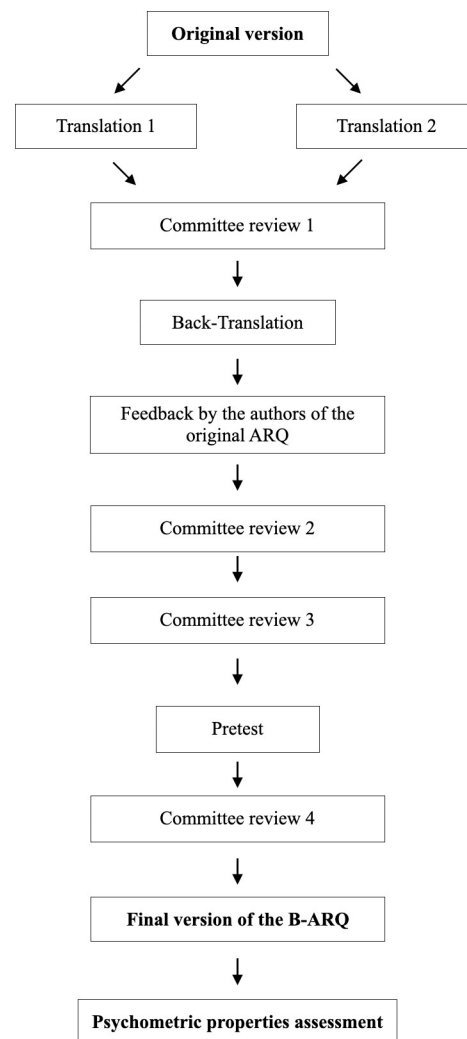 Original version
Translation 1
Translation 2
Committee review 1
Back-Translation
Feedback by the authors of the
original ARQ
Committee review 2
Committee review 3
Pretest
Committee review 4
Final version of the B-ARQ
Psychometric properties assessment